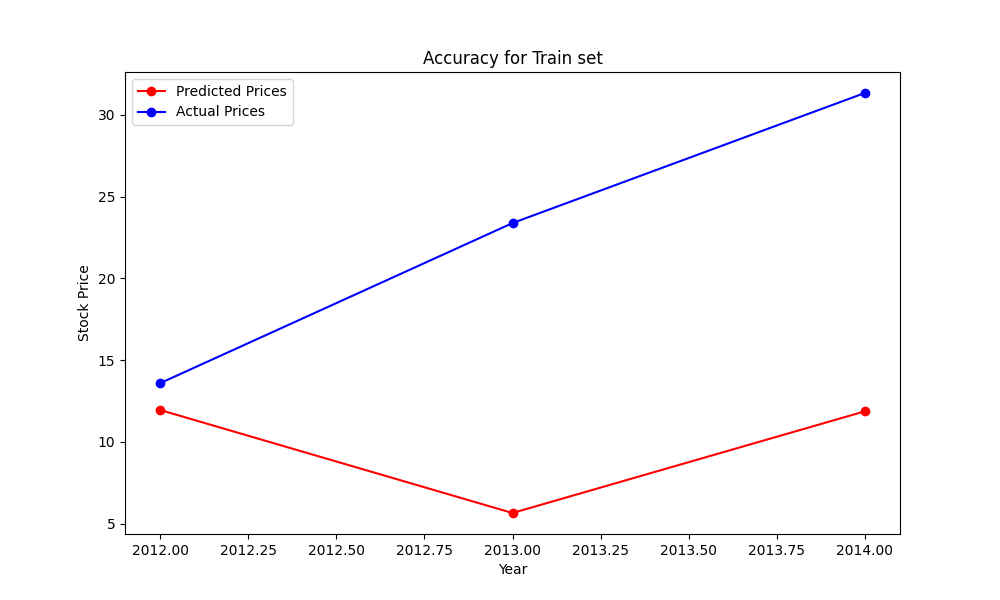 Accuracy for Train set
Predicted Prices
Actual Prices
Stock Price
30
25
20
15
10
5
2012.00 2012.25 2012.50 2012.75 2013.00 2013.25 2013.50 2013.75 2014.00
Year